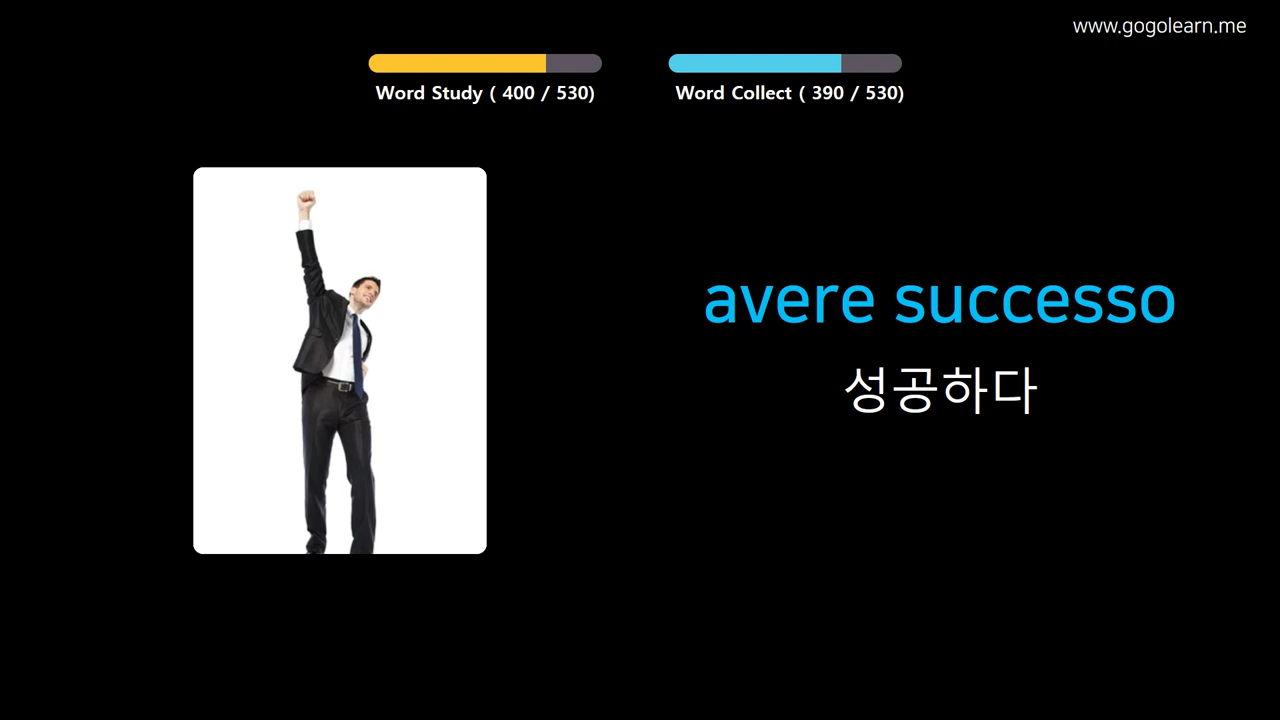 www.gogolearn.me
Word Study ( 400 / 530)
Word Collect ( 390 / 530)
avere successo
성공하다